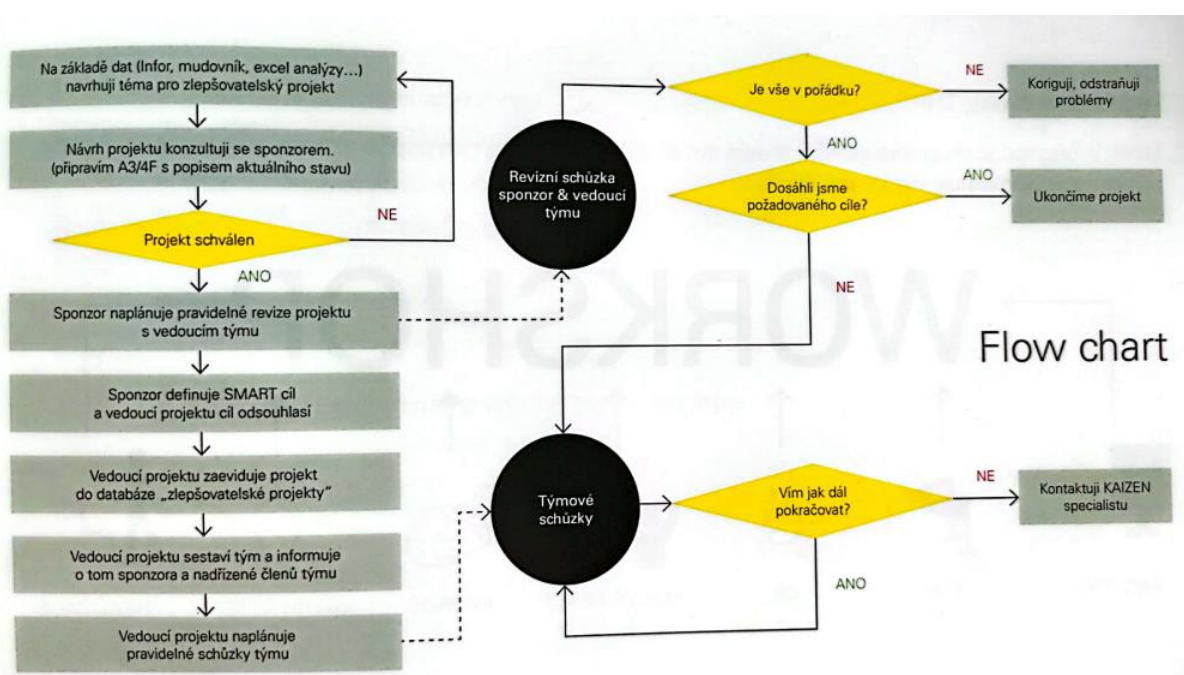 Na základě dat (Infor, mudovník, excel analýzy...)
navrhuji téma pro zlepšovatelský projekt
Návrh projektu konzultuji se sponzorem.
(připravím A3/4F s popisem aktuálního stavu)
Projekt schválen
NE
ANO
Sponzor naplánuje pravidelné revize projektu
s vedoucím týmu
Sponzor definuje SMART cíl
a vedoucí projektu cíl odsouhlasí
Vedoucí projektu zaeviduje projekt
do databáze „zlepšovatelské projekty"
Vedoucí projektu sestaví tým a informuje
o tom sponzora a nadřízené členů týmu
Vedoucí projektu naplánuje
pravidelné schůzky týmu
Revizní schůzka
sponzor & vedoucí
týmu
Je vše v pořádku?
NE
Koriguji, odstraňuji
problémy
ANO
Dosáhli jsme
požadovaného cíle?
ANO
Ukončíme projekt
NE
Flow chart
Týmové
schůzky
Vím jak dál
pokračovat?
NE
Kontaktuji KAIZEN
specialistu
ANO
WORKSHOP